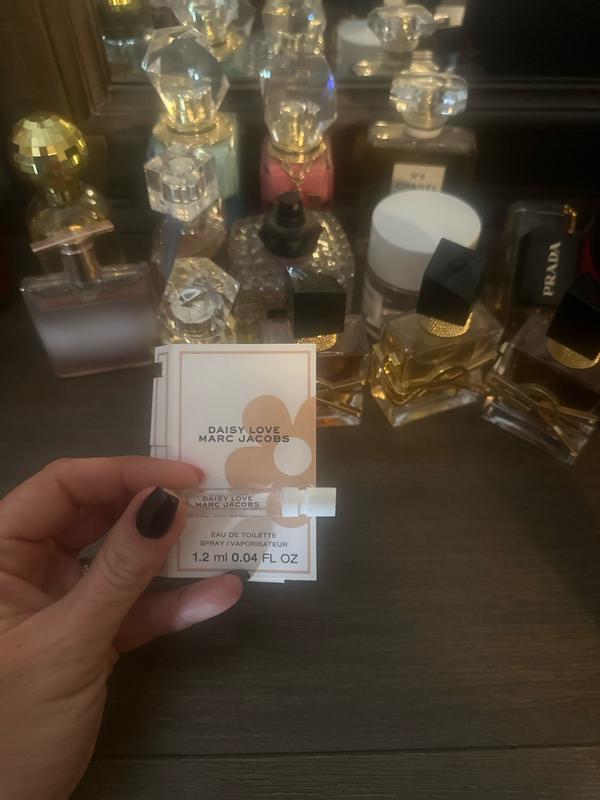 N°5
CHANEL
PRADA
DAISY LOVE
MARC JACOBS
DAISY LOVE
MARC JACOBS
EAU DE TOILETTE
SPRAY / VAPORISATEUR
1.2 ml 0.04 FL OZ